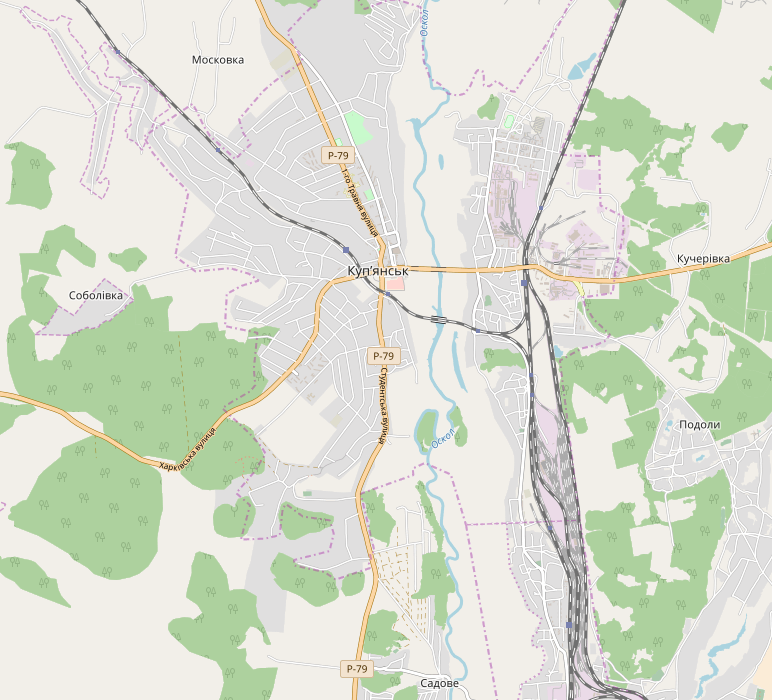 Оскол
Московка
Р-79
1-го Травня вулиця
Кучерівка
Куп'янськ
Соболівка
Р-79
Студентська вулиця
Подоли
Оскол
Харківська вулиця
Р-79
Садове